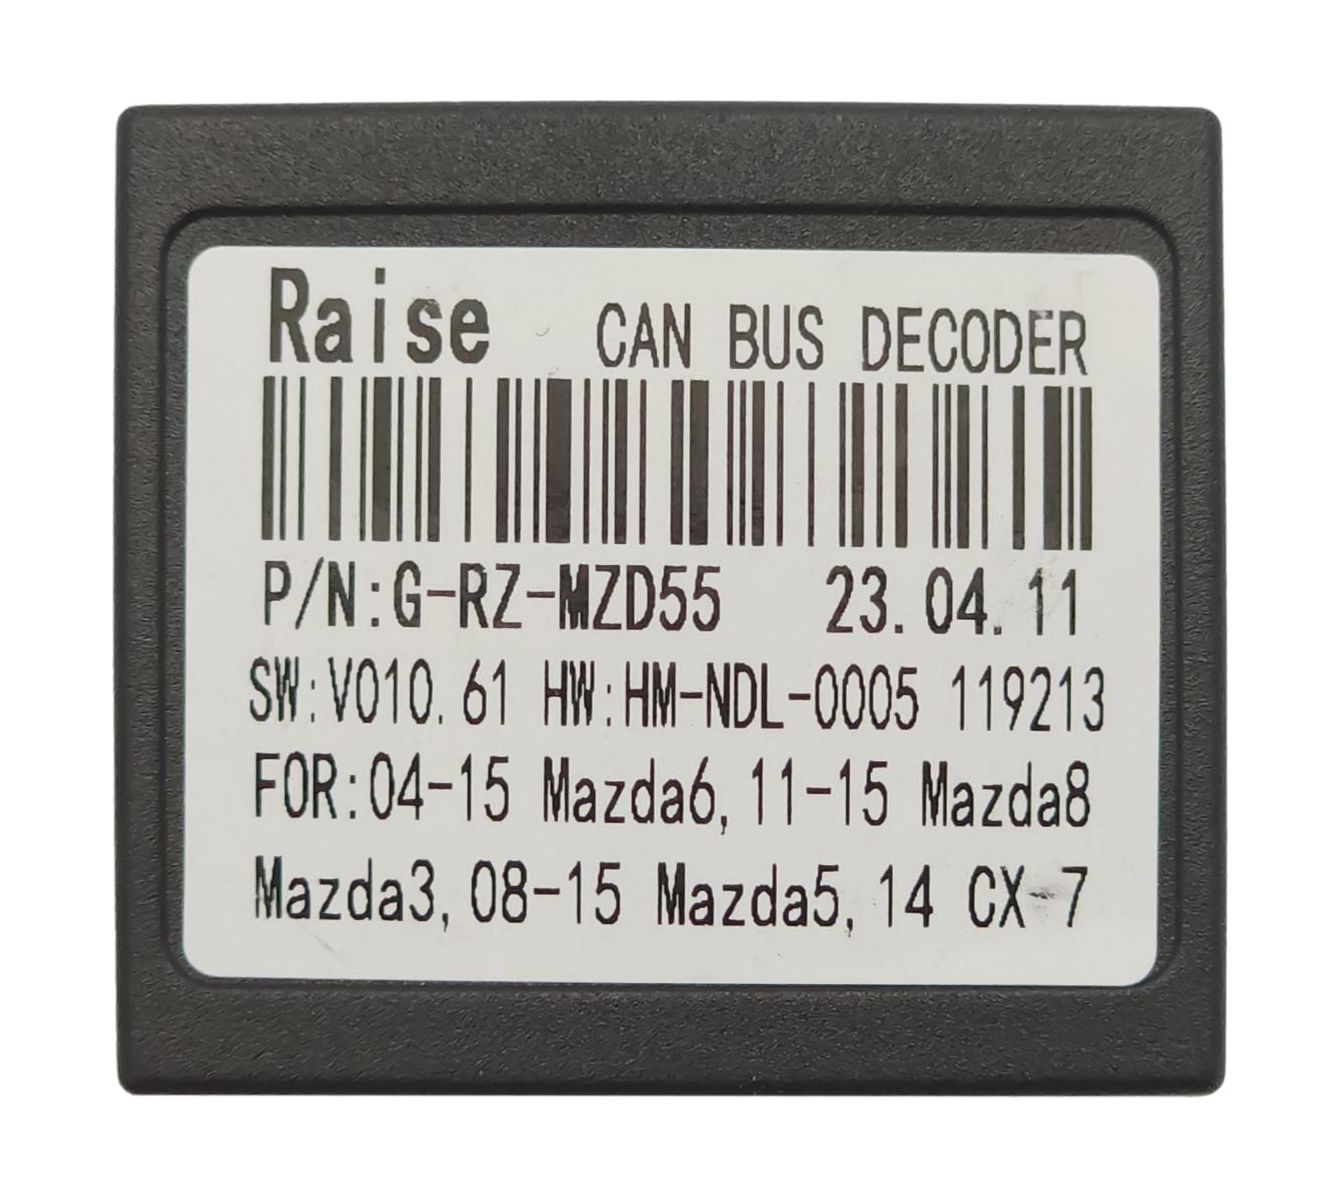 Raise CAN BUS DECODER
P/N:G-RZ-MZD55 23.04.11
SW:V010.61 HW:HM-NDL-0005 119213
FOR:04-15 Mazda6,11-15 Mazda8
Mazda3,08-15 Mazda5,14 CX-7